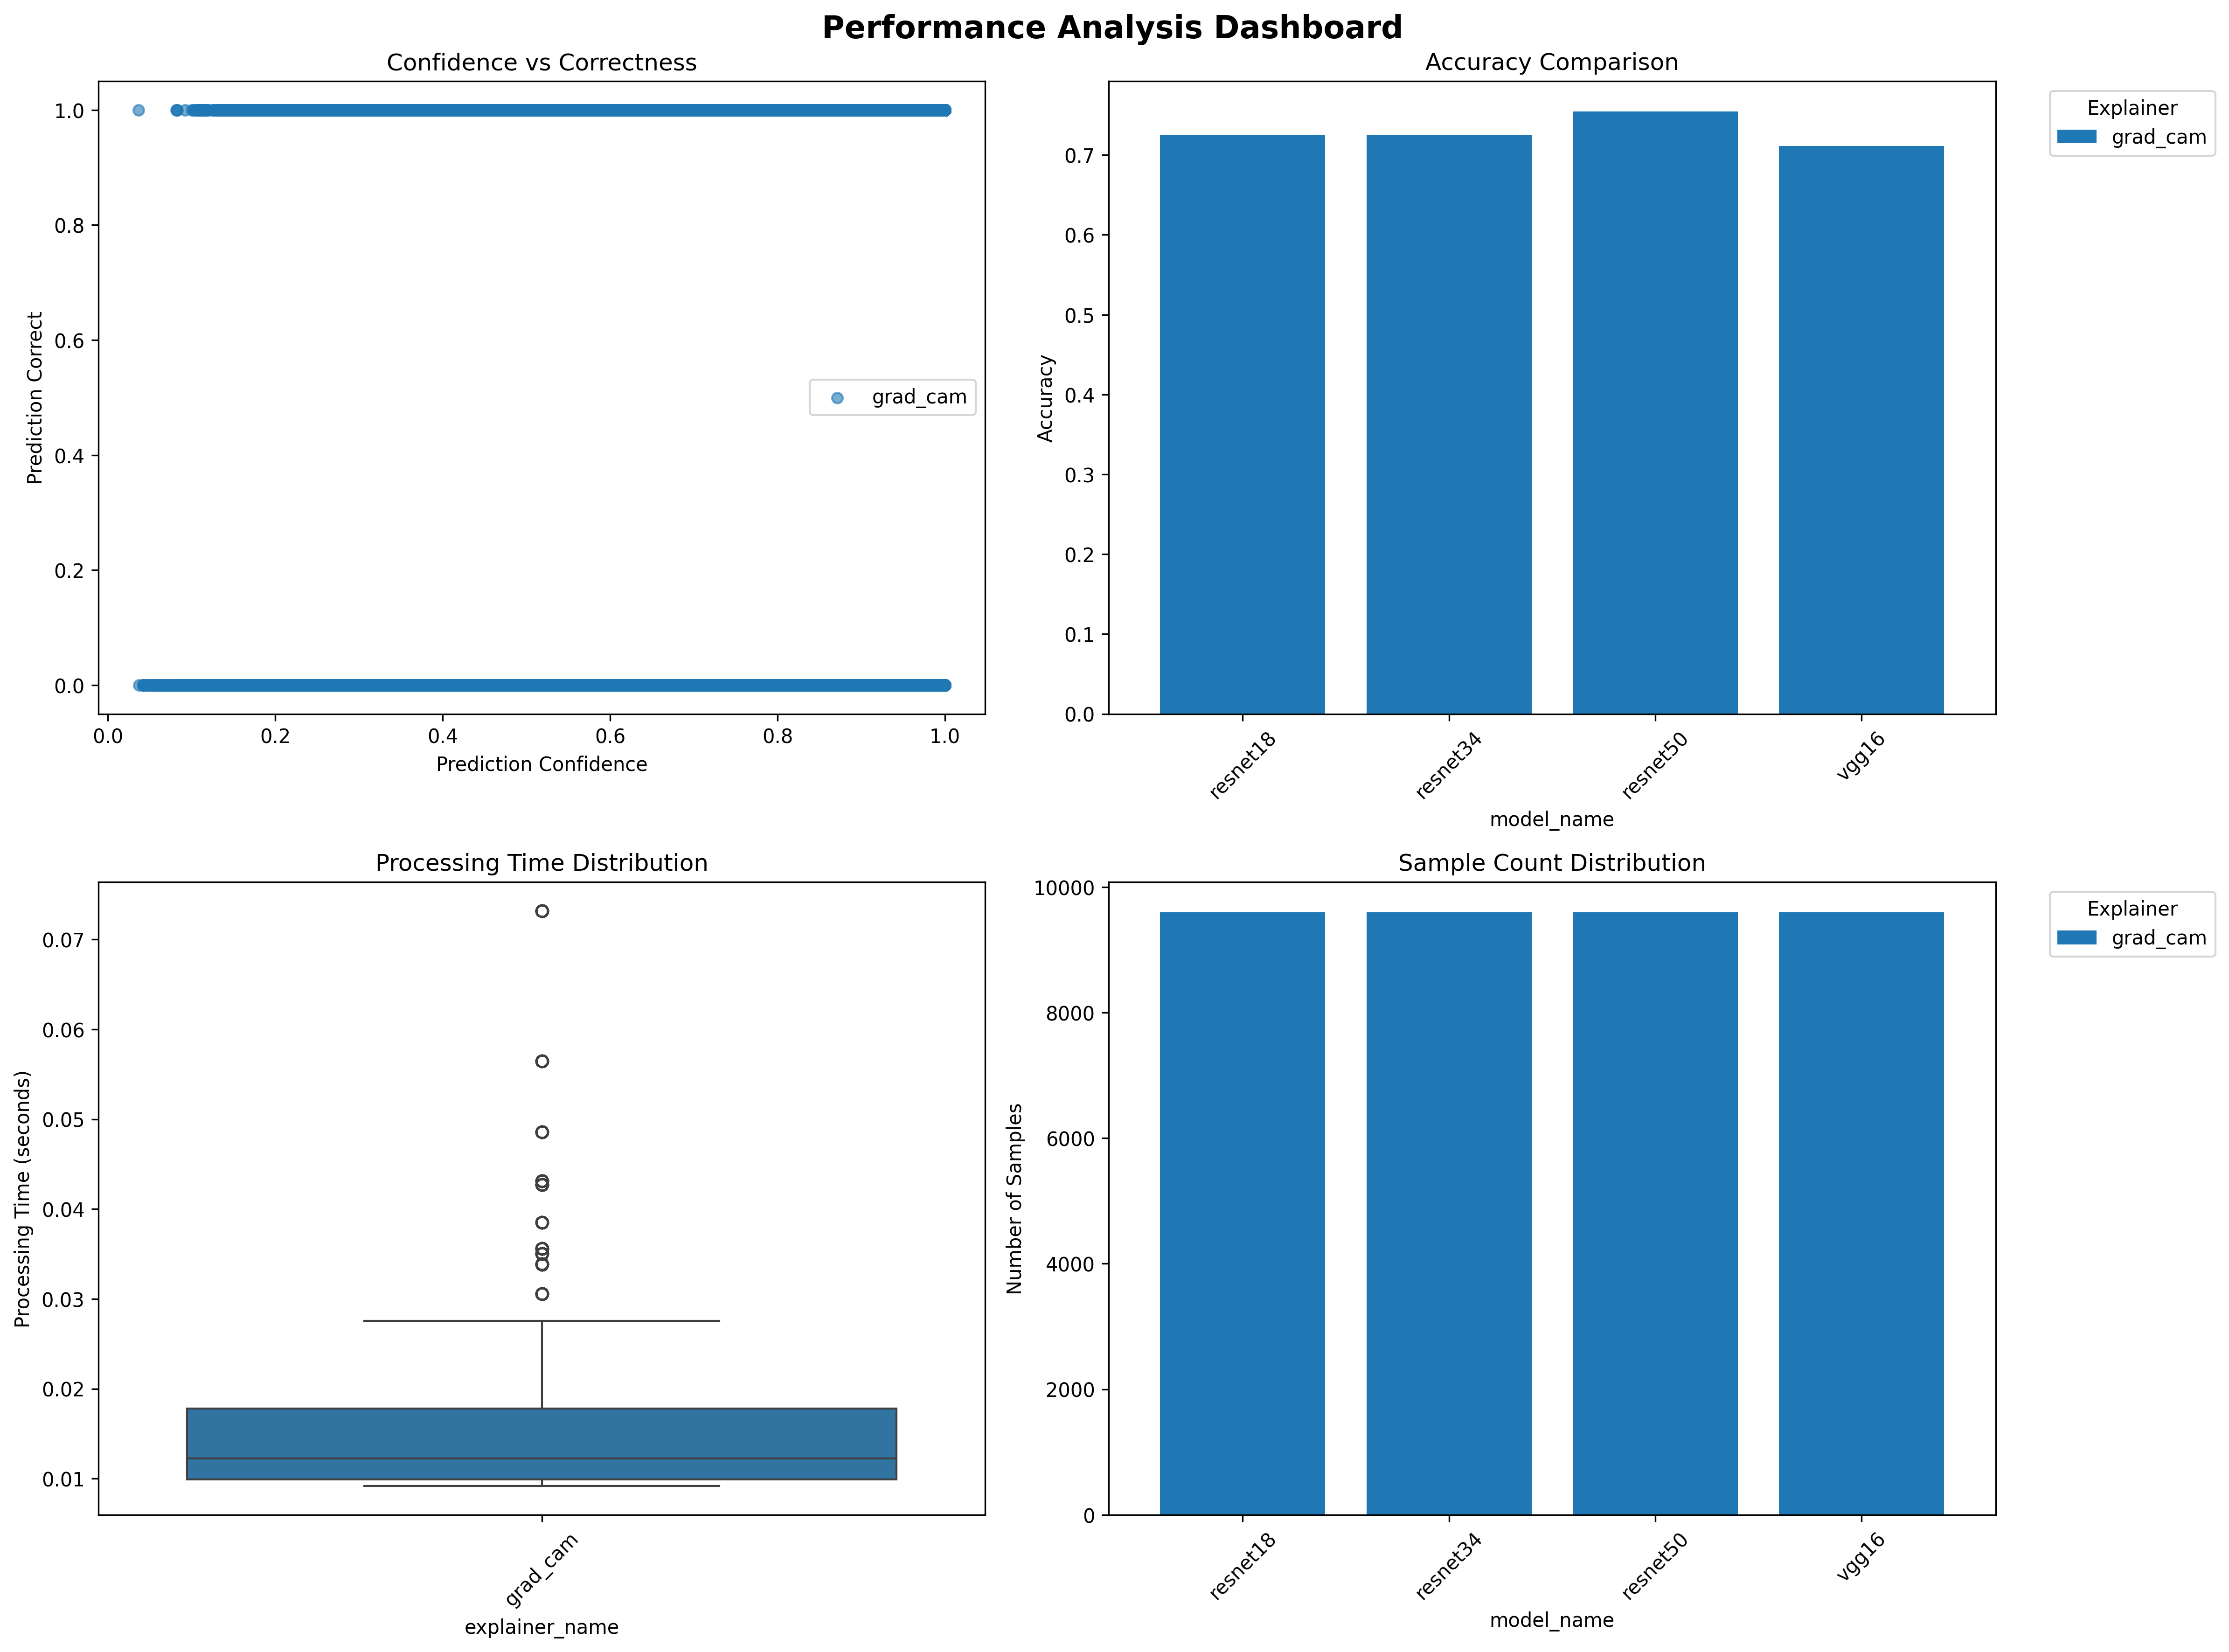 Performance Analysis Dashboard
Confidence vs Correctness
Prediction Correct
1.0
0.8
0.6
0.4
0.2
0.0
grad_cam
0.0 0.2 0.4 0.6 0.8 1.0
Prediction Confidence
Accuracy Comparison
Accuracy
0.7
0.6
0.5
0.4
0.3
0.2
0.1
0.0
resnet18 resnet34 resnet50 vgg16
model_name
Explainer
grad_cam
Processing Time Distribution
Processing Time (seconds)
0.07
0.06
0.05
0.04
0.03
0.02
0.01
grad_cam
explainer_name
Sample Count Distribution
Number of Samples
10000
8000
6000
4000
2000
0
resnet18 resnet34 resnet50 vgg16
model_name
Explainer
grad_cam